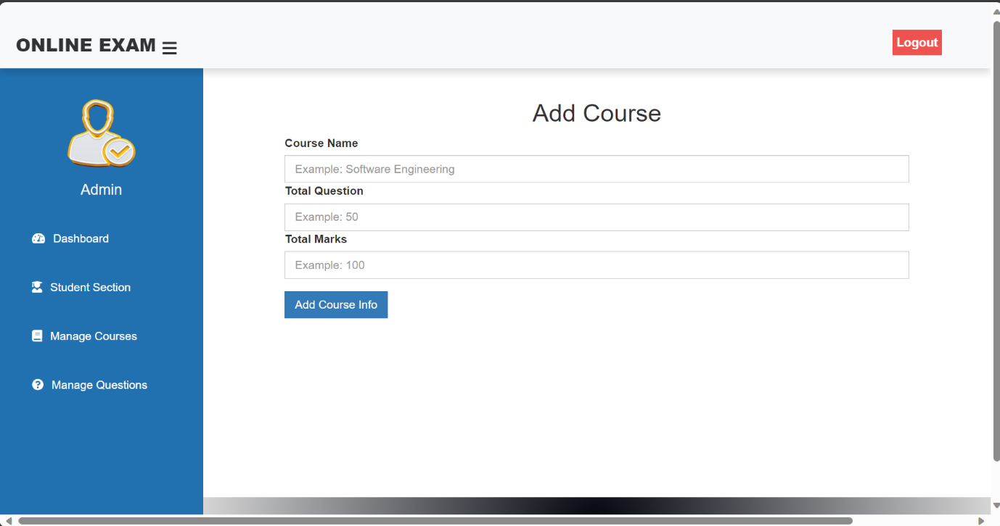 ONLINE EXAM
Logout
Admin
Dashboard
Student Section
Manage Courses
Manage Questions
Add Course
Course Name
Example: Software Engineering
Total Question
Example: 50
Total Marks
Example: 100
Add Course Info